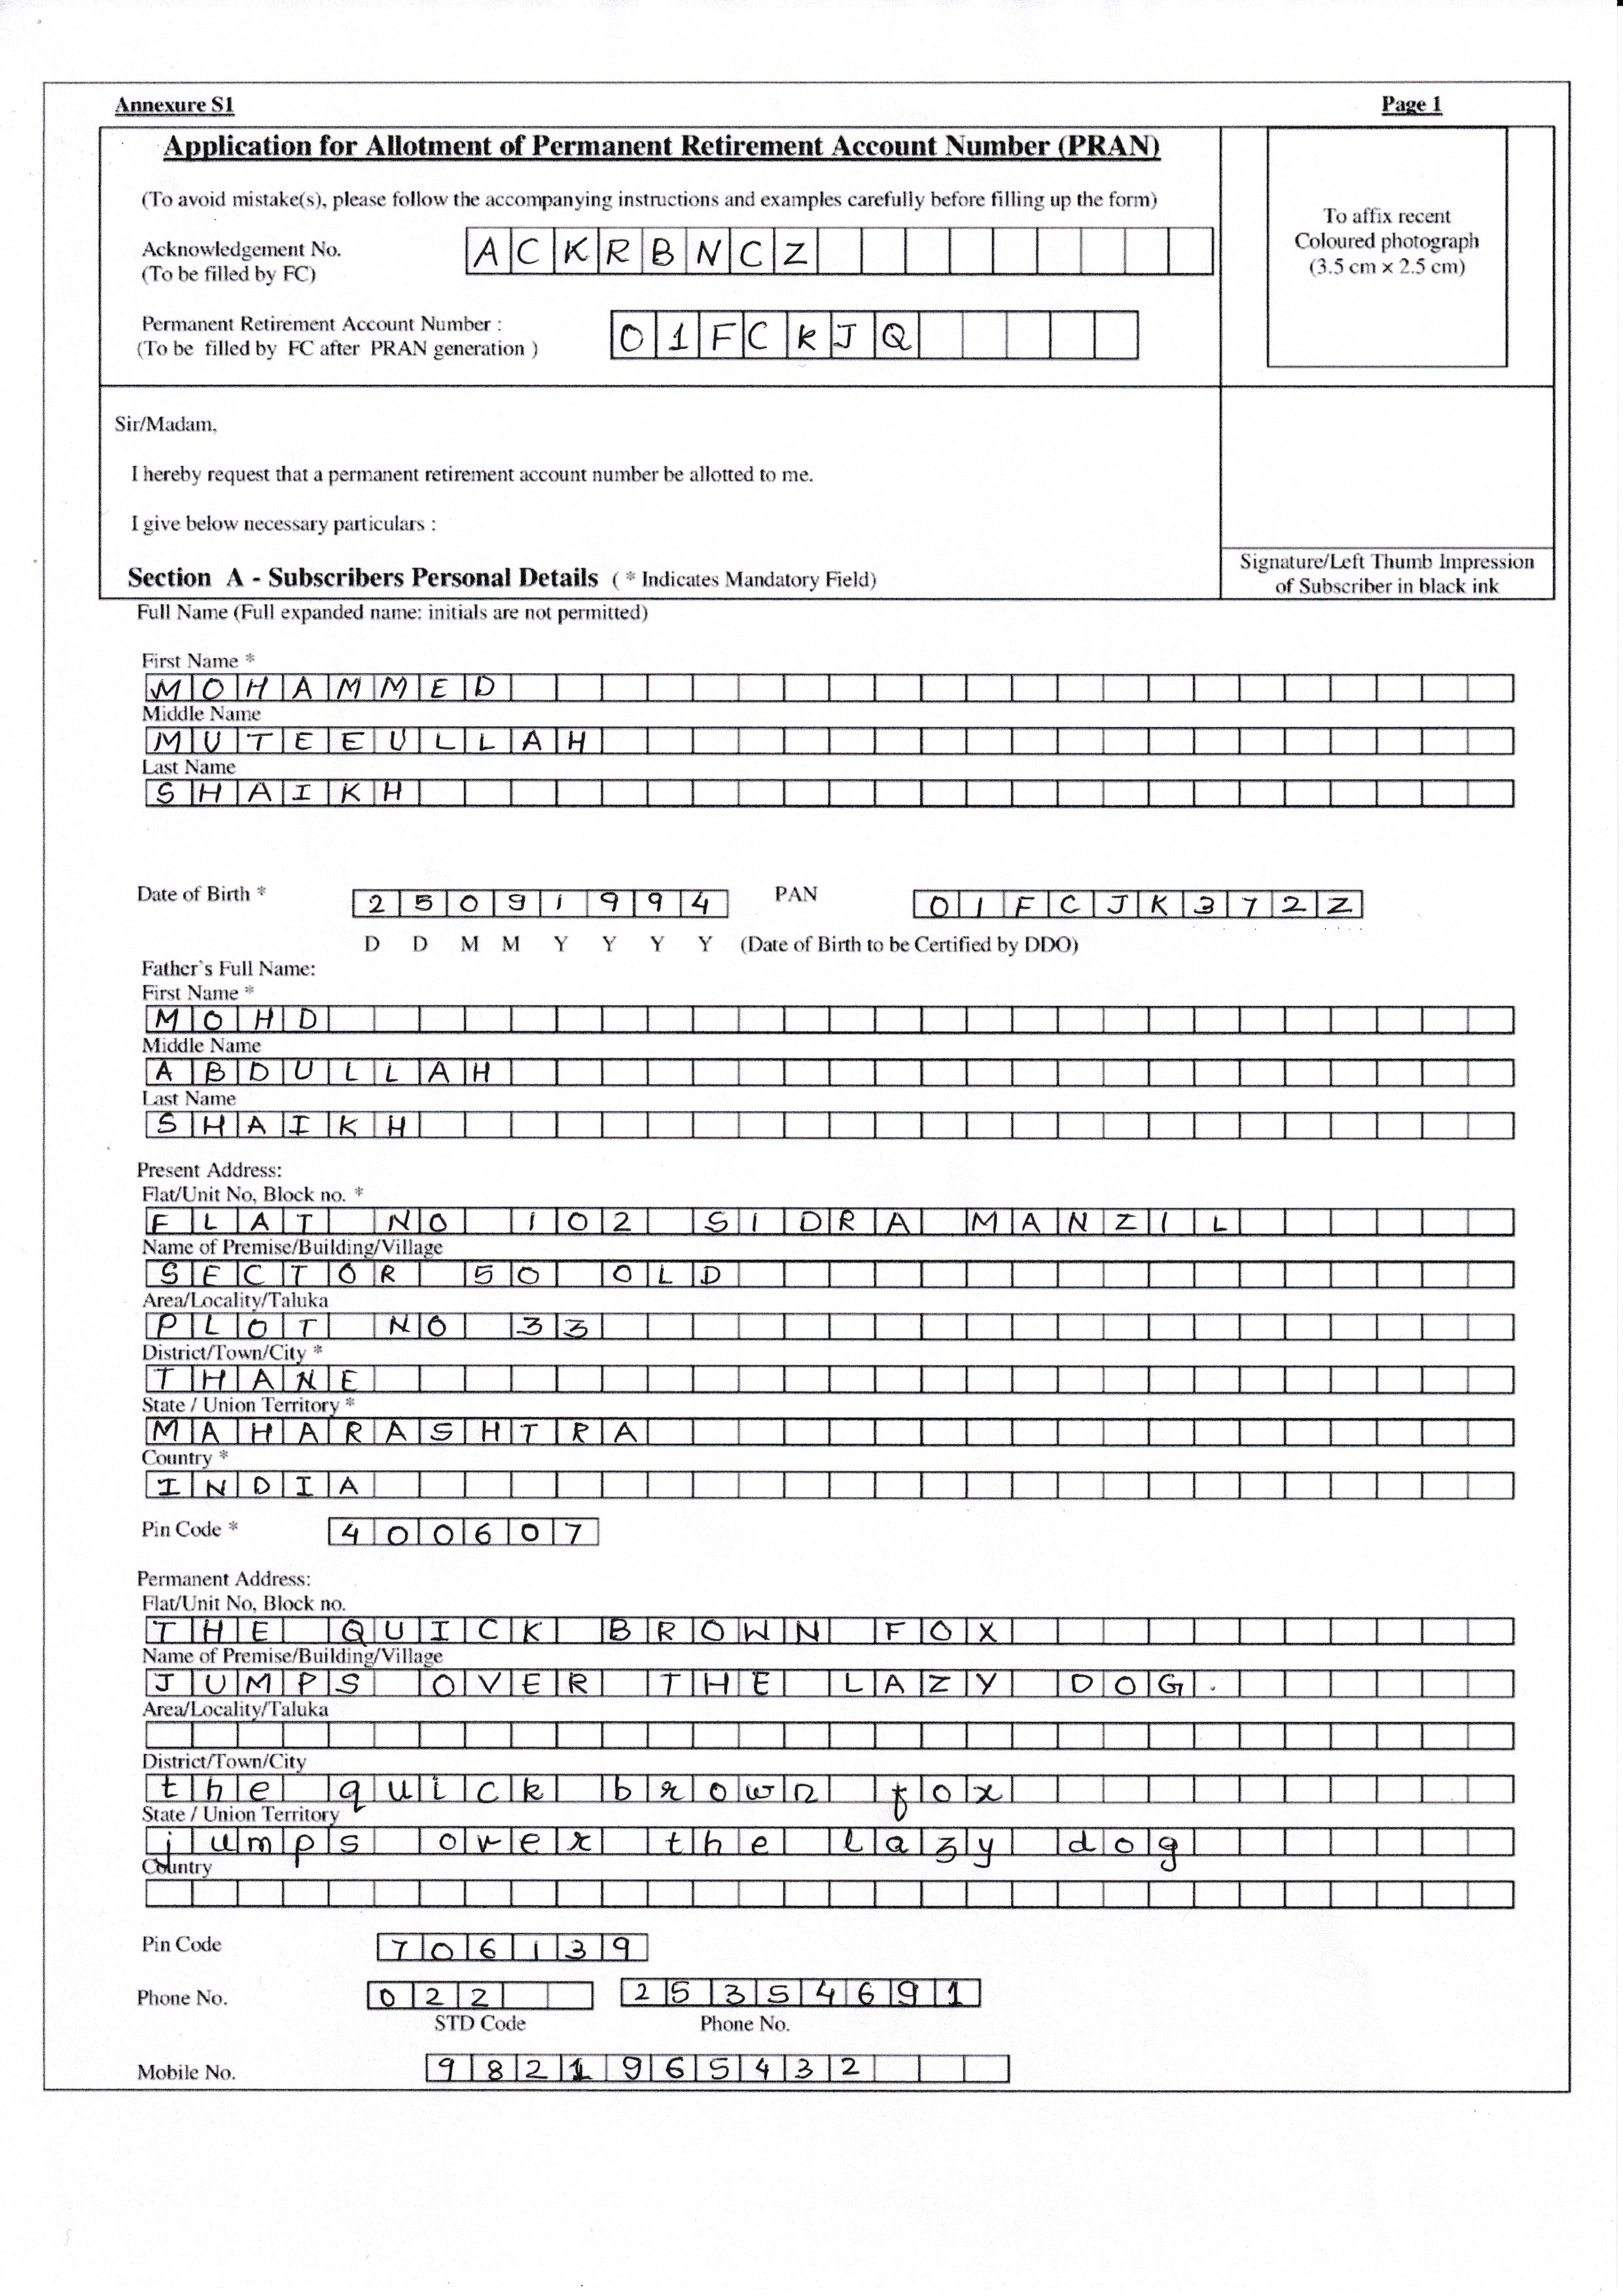 Annexure S1 Page 1
Application for Allotment of Permanent Retirement Account Number (PRAN)
(To avoid mistake(s), please follow the accompanying instructions and examples carefully before filling up the form)
To affix recent
Coloured photograph
(3.5 cm × 2.5 cm)
Acknowledgement No. ACKRBNCZ
(To be filled by FC)
Permanent Retirement Account Number : 01FCKJQ
(To be filled by FC after PRAN generation )
Sir/Madam,
I hereby request that a permanent retirement account number be allotted to me.
I give below necessary particulars :
Signature/Left Thumb Impression
of Subscriber in black ink
Section A - Subscribers Personal Details ( * Indicates Mandatory Field)
Full Name (Full expanded name: initials are not permitted)
First Name *
MOHAMMED
Middle Name
MUTEEULLAH
Last Name
SHAIKH
Date of Birth * 25091994 PAN 01FCJK372Z
D D M M Y Y Y Y (Date of Birth to be Certified by DDO)
Father's Full Name:
First Name *
MOHD
Middle Name
ABDULLAH
Last Name
SHAIKH
Present Address:
Flat/Unit No, Block no. *
FLAT NO 102 SIDRA MANZIL
Name of Premise/Building/Village
SECTOR 50 OLD
Area/Locality/Taluka
PLOT NO 33
District/Town/City *
THANE
State / Union Territory *
MAHARASHTRA
Country *
INDIA
Pin Code * 400607
Permanent Address:
Flat/Unit No, Block no.
THE QUICK BROWN FOX
Name of Premise/Building/Village
JUMPS OVER THE LAZY DOG.
Area/Locality/Taluka
District/Town/City
the quick brown fox
State / Union Territory
jumps over the lazy dog
Country
Pin Code 706139
Phone No. 022 25354691
STD Code Phone No.
Mobile No. 9821965432